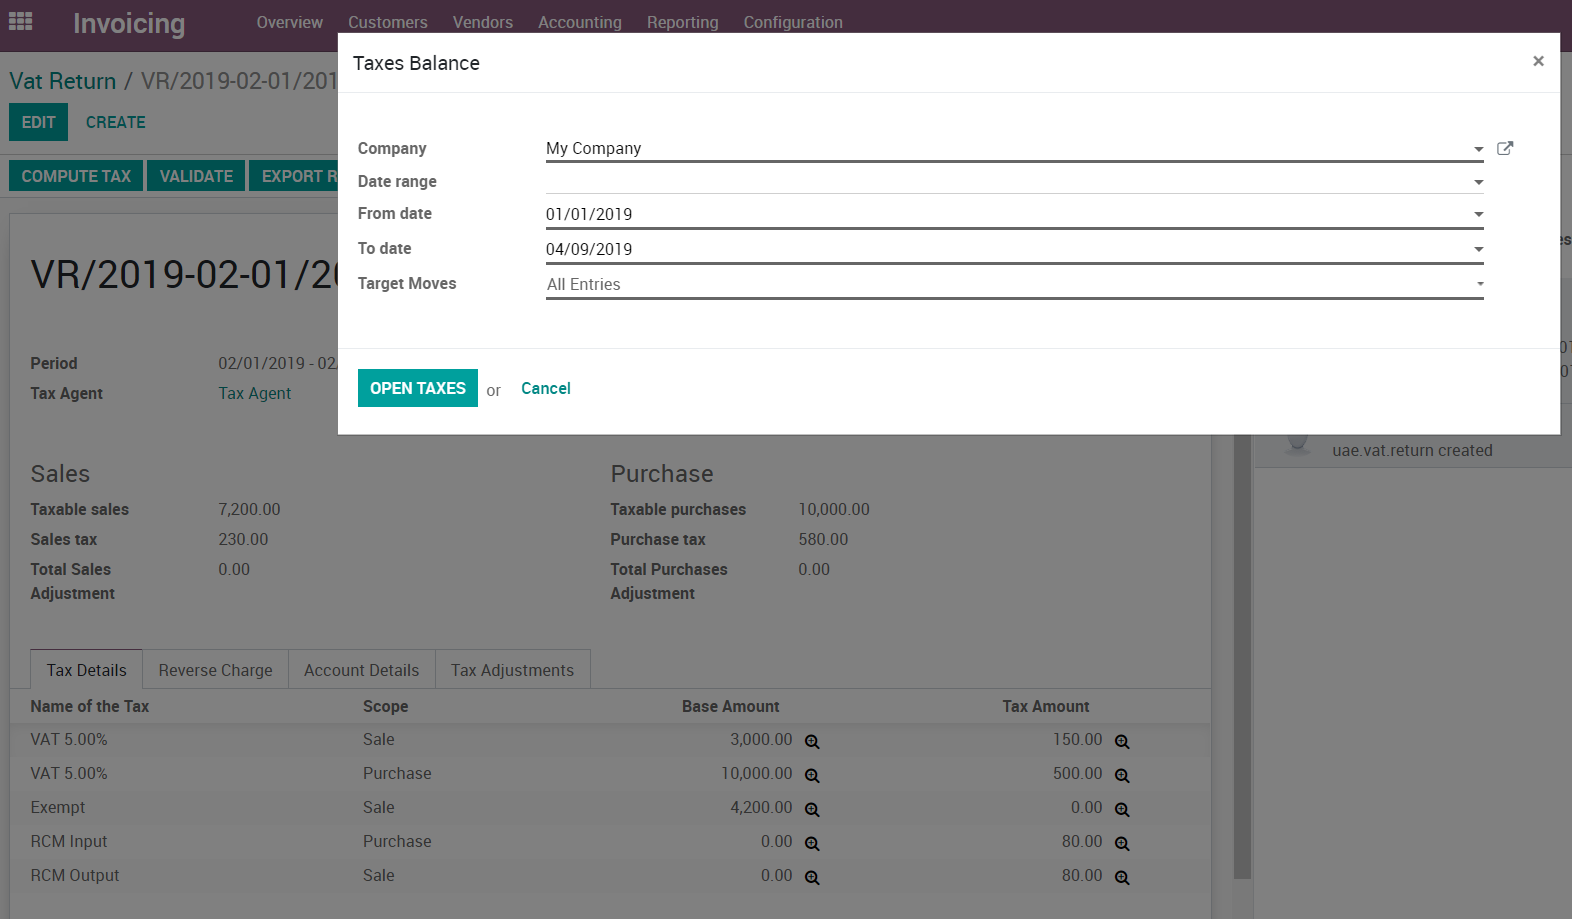 Invoicing Overview Customers Vendors Accounting Reporting Configuration
Vat Return / VR/2019-02-01/201
EDIT CREATE
COMPUTE TAX VALIDATE EXPORT R
Taxes Balance ×
Company My Company
Date range
From date 01/01/2019
To date 04/09/2019
Target Moves All Entries
OPEN TAXES or Cancel
VR/2019-02-01/20
Period 02/01/2019 - 02
Tax Agent Tax Agent
uae.vat.return created
Sales Purchase
Taxable sales 7,200.00 Taxable purchases 10,000.00
Sales tax 230.00 Purchase tax 580.00
Total Sales 0.00 Total Purchases 0.00
Adjustment Adjustment
Tax Details Reverse Charge Account Details Tax Adjustments
Name of the Tax Scope Base Amount Tax Amount
VAT 5.00% Sale 3,000.00 150.00
VAT 5.00% Purchase 10,000.00 500.00
Exempt Sale 4,200.00 0.00
RCM Input Purchase 0.00 80.00
RCM Output Sale 0.00 80.00